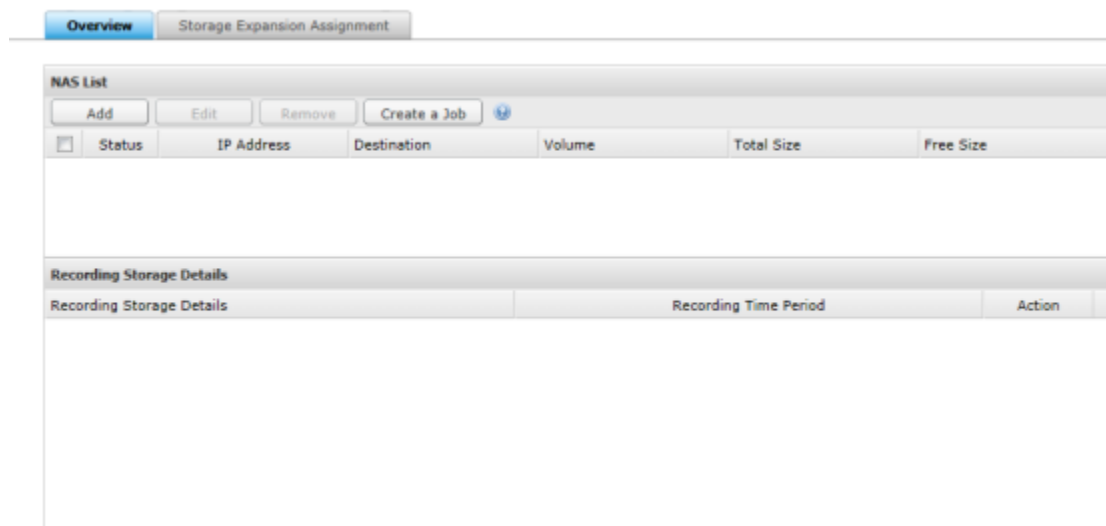 Overview Storage Expansion Assignment
NAS List
Add Edit Remove Create a Job
Status IP Address Destination Volume Total Size Free Size
Recording Storage Details
Recording Storage Details Recording Time Period Action